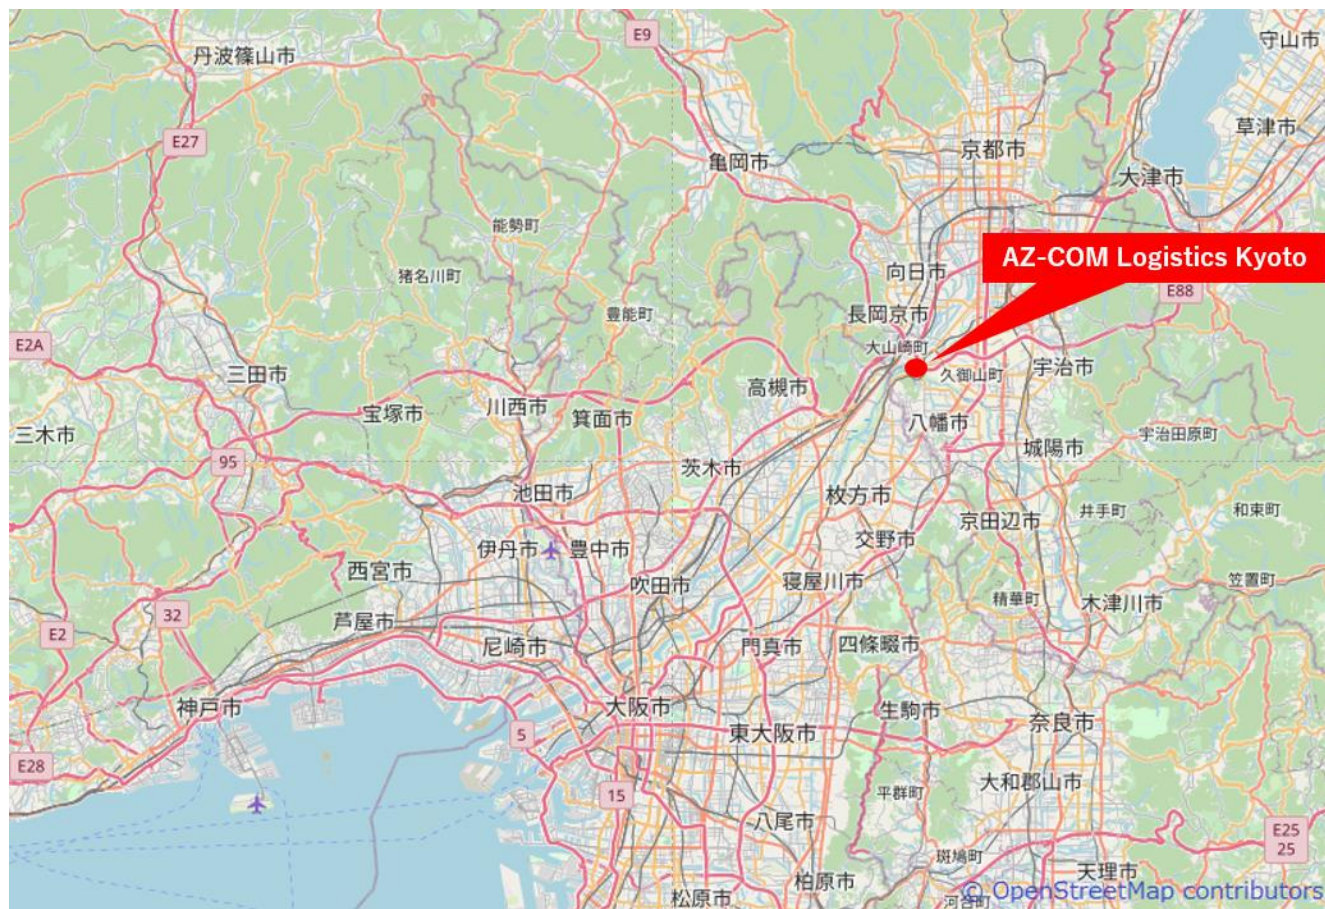 E9
守山市
丹波篠山市
草津市
E27
京都市
亀岡市
大津市
能勢町
AZ-COM Logistics Kyoto
向日市
猪名川町
E88
豊能町
長岡京市
E2A
大山崎町
三田市
宇治市
久御山町
高槻市
宝塚市
川西市
箕面市
八幡市
三木市
宇治田原町
城陽市
95
茨木市
池田市
枚方市
井手町
和東町
京田辺市
伊丹市
豊中市
交野市
西宮市
寝屋川市
笠置町
吹田市
精華町
木津川市
32
芦屋市
E2
尼崎市
門真市
四條畷市
神戸市
大阪市
生駒市
奈良市
5
東大阪市
E28
大和郡山市
平群町
15
八尾市
E25
25
斑鳩町
天理市
柏原市
松原市
河合町
© OpenStreetMap contributors